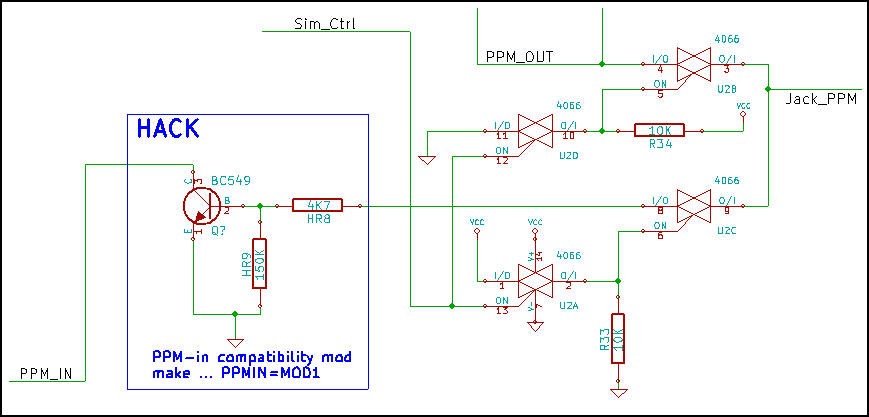 Sim_Ctrl
PPM_OUT
4066
I/O
O/I
4
3
ON
5
U2B
Jack_PPM
VCC
4066
I/O
O/I
11
10
ON
12
U2D
10K
R34
HACK
BC549
C
3
B
2
E
1
Q?
4K7
HR8
HR9
150K
4066
I/O
O/I
8
9
ON
6
U2C
VCC
VCC
4066
V+
14
I/O
O/I
1
2
ON
13
V-
7
U2A
R33
10K
PPM-in compatibility mod
make ... PPMIN=MOD1
PPM_IN